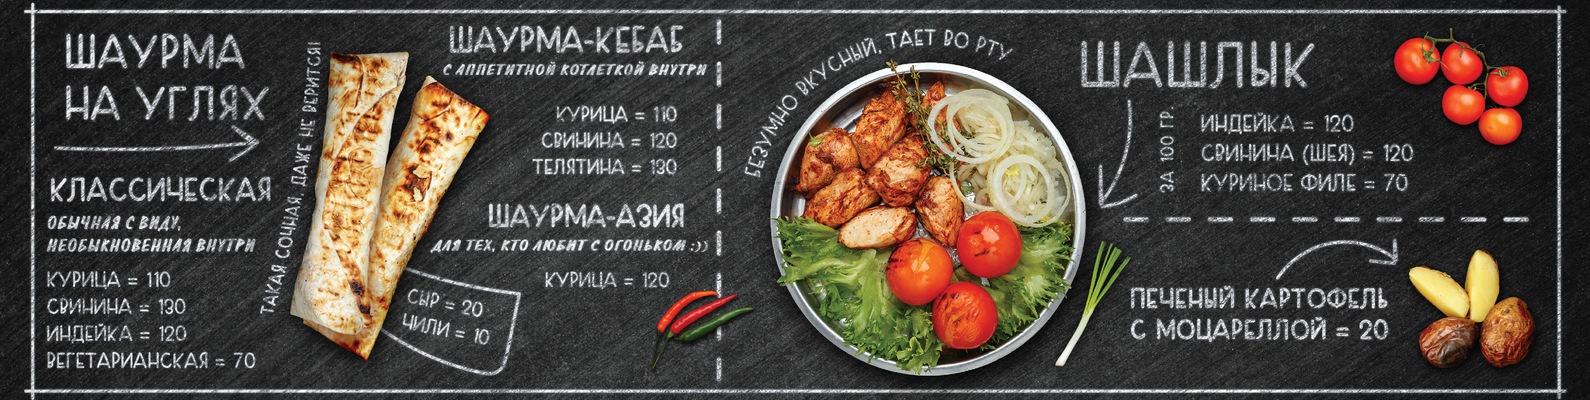 ШАУРМА
НА УГЛЯХ
КЛАССИЧЕСКАЯ
ОБЫЧНАЯ С ВИДУ,
НЕОБЫКНОВЕННАЯ ВНУТРИ
КУРИЦА = 110
СВИНИНА = 130
ИНДЕЙКА = 120
ВЕГЕТАРИАНСКАЯ = 70
ТАКАЯ СОЧНАЯ, ДАЖЕ НЕ ВЕРИТСЯ!
ШАУРМА-КЕБАБ
С АППЕТИТНОЙ КОТЛЕТКОЙ ВНУТРИ
КУРИЦА = 110
СВИНИНА = 120
ТЕЛЯТИНА = 130
ШАУРМА-АЗИЯ
ДЛЯ ТЕХ, КТО ЛЮБИТ С ОГОНЬКОМ :))
КУРИЦА = 120
СЫР = 20
ЧИЛИ = 10
БЕЗУМНО ВКУСНЫЙ, ТАЕТ ВО РТУ
ШАШЛЫК
ЗА 100 ГР.
ИНДЕЙКА = 120
СВИНИНА (ШЕЯ) = 120
КУРИНОЕ ФИЛЕ = 70
ПЕЧЕНЫЙ КАРТОФЕЛЬ
С МОЦАРЕЛЛОЙ = 20